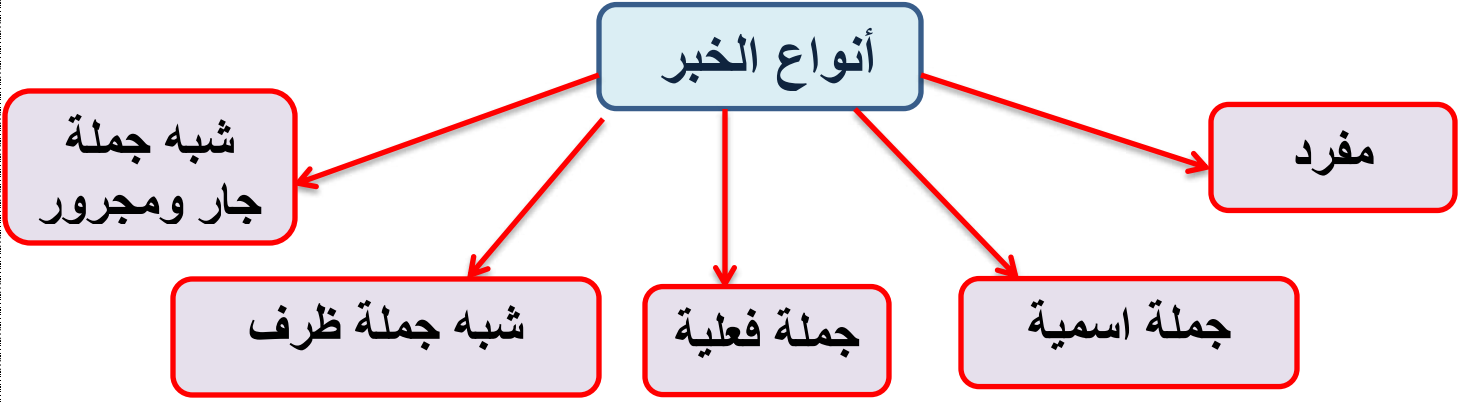 أنواع الخبر
مفرد
جملة اسمية
جملة فعلية
شبه جملة ظرف
شبه جملة
جار ومجرور